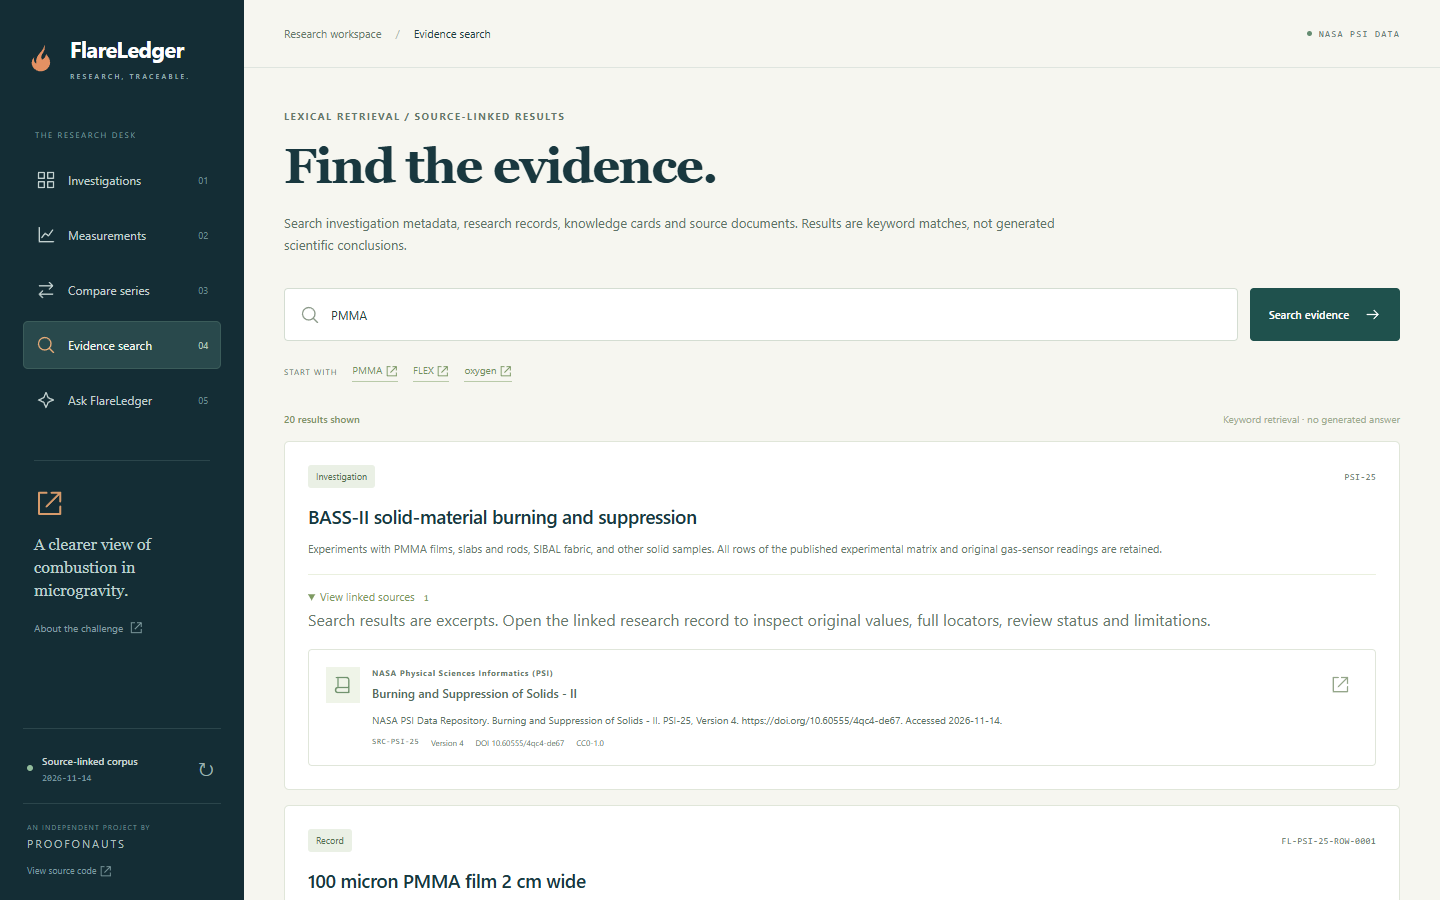 FlareLedger
RESEARCH, TRACEABLE.
THE RESEARCH DESK
Investigations 01
Measurements 02
Compare series 03
Evidence search 04
Ask FlareLedger 05
A clearer view of
combustion in
microgravity.
About the challenge
Source-linked corpus
2026-11-14
AN INDEPENDENT PROJECT BY
PROOFONAUTS
View source code
Research workspace / Evidence search
NASA PSI DATA
LEXICAL RETRIEVAL / SOURCE-LINKED RESULTS
Find the evidence.
Search investigation metadata, research records, knowledge cards and source documents. Results are keyword matches, not generated
scientific conclusions.
PMMA
Search evidence
START WITH PMMA FLEX oxygen
20 results shown
Keyword retrieval · no generated answer
Investigation
PSI-25
BASS-II solid-material burning and suppression
Experiments with PMMA films, slabs and rods, SIBAL fabric, and other solid samples. All rows of the published experimental matrix and original gas-sensor readings are retained.
View linked sources 1
Search results are excerpts. Open the linked research record to inspect original values, full locators, review status and limitations.
NASA Physical Sciences Informatics (PSI)
Burning and Suppression of Solids - II
NASA PSI Data Repository. Burning and Suppression of Solids - II. PSI-25, Version 4. https://doi.org/10.60555/4qc4-de67. Accessed 2026-11-14.
SRC-PSI-25 Version 4 DOI 10.60555/4qc4-de67 CC0-1.0
Record
FL-PSI-25-ROW-0001
100 micron PMMA film 2 cm wide